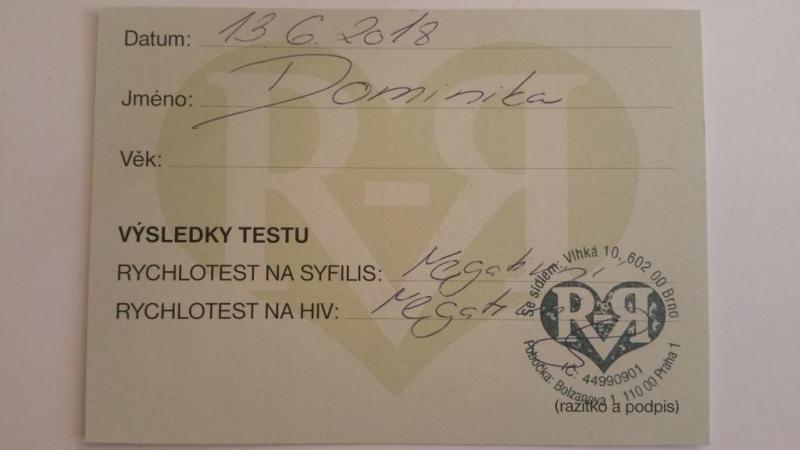 Datum: 13 6. 2018
Jméno: Dominika
Věk:
R-R
VÝSLEDKY TESTU
RYCHLOTEST NA SYFILIS: Negativní
RYCHLOTEST NA HIV: Negativní
Se sídlem: Vlhká 10, 602 00 Brno
R-R
IČ: 44990901
Pobočka: Bolzanova 1, 110 00 Praha 1
(razítko a podpis)